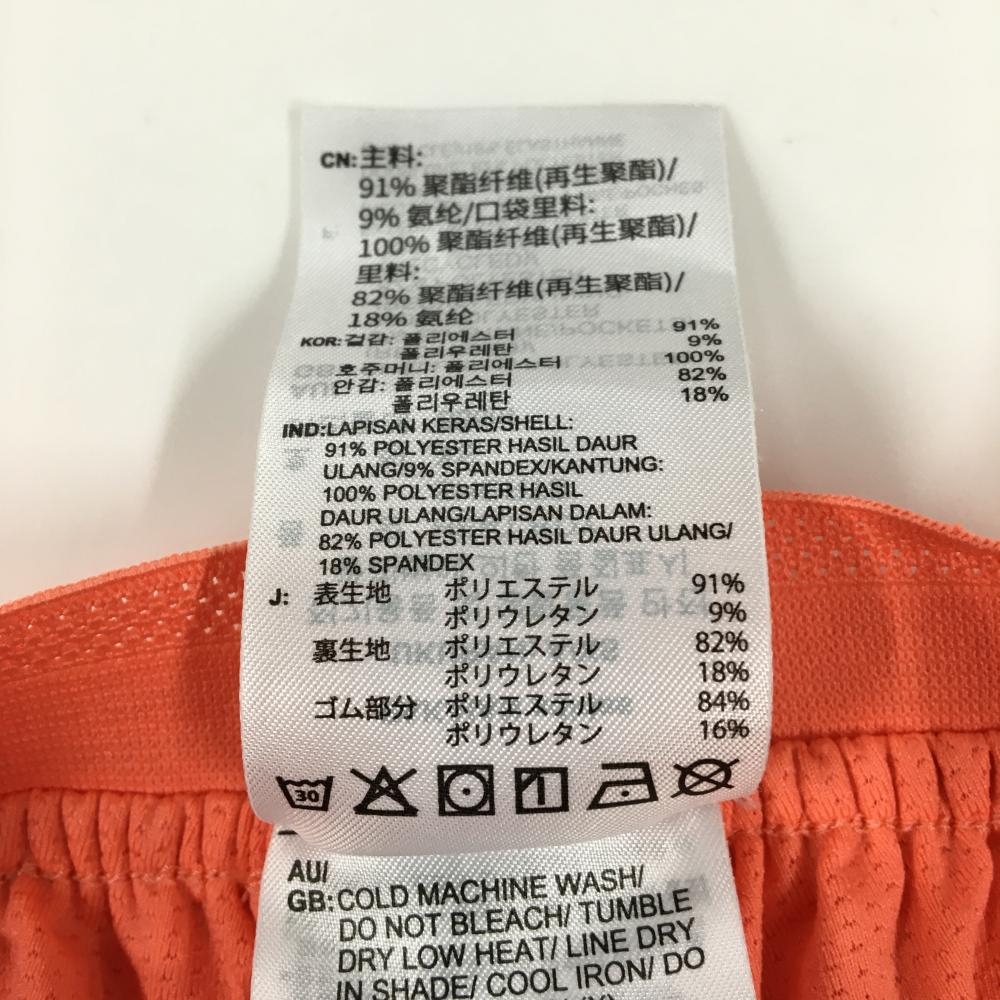 CN:主料:
91% 聚酯纤维(再生聚酯)/
9% 氨纶/口袋里料:
100% 聚酯纤维(再生聚酯)/
里料:
82% 聚酯纤维(再生聚酯)/
18% 氨纶
KOR:겉감: 폴리에스터 91%
폴리우레탄 9%
호주머니: 폴리에스터 100%
안감: 폴리에스터 82%
폴리우레탄 18%
IND:LAPISAN KERAS/SHELL:
91% POLYESTER HASIL DAUR
ULANG/9% SPANDEX/KANTUNG:
100% POLYESTER HASIL
DAUR ULANG/LAPISAN DALAM:
82% POLYESTER HASIL DAUR ULANG/
18% SPANDEX
J: 表生地 ポリエステル 91%
ポリウレタン 9%
裏生地 ポリエステル 82%
ポリウレタン 18%
ゴム部分 ポリエステル 84%
ポリウレタン 16%
30
AU/
GB:COLD MACHINE WASH/
DO NOT BLEACH/ TUMBLE
DRY LOW HEAT/ LINE DRY
IN SHADE/ COOL IRON/ DO